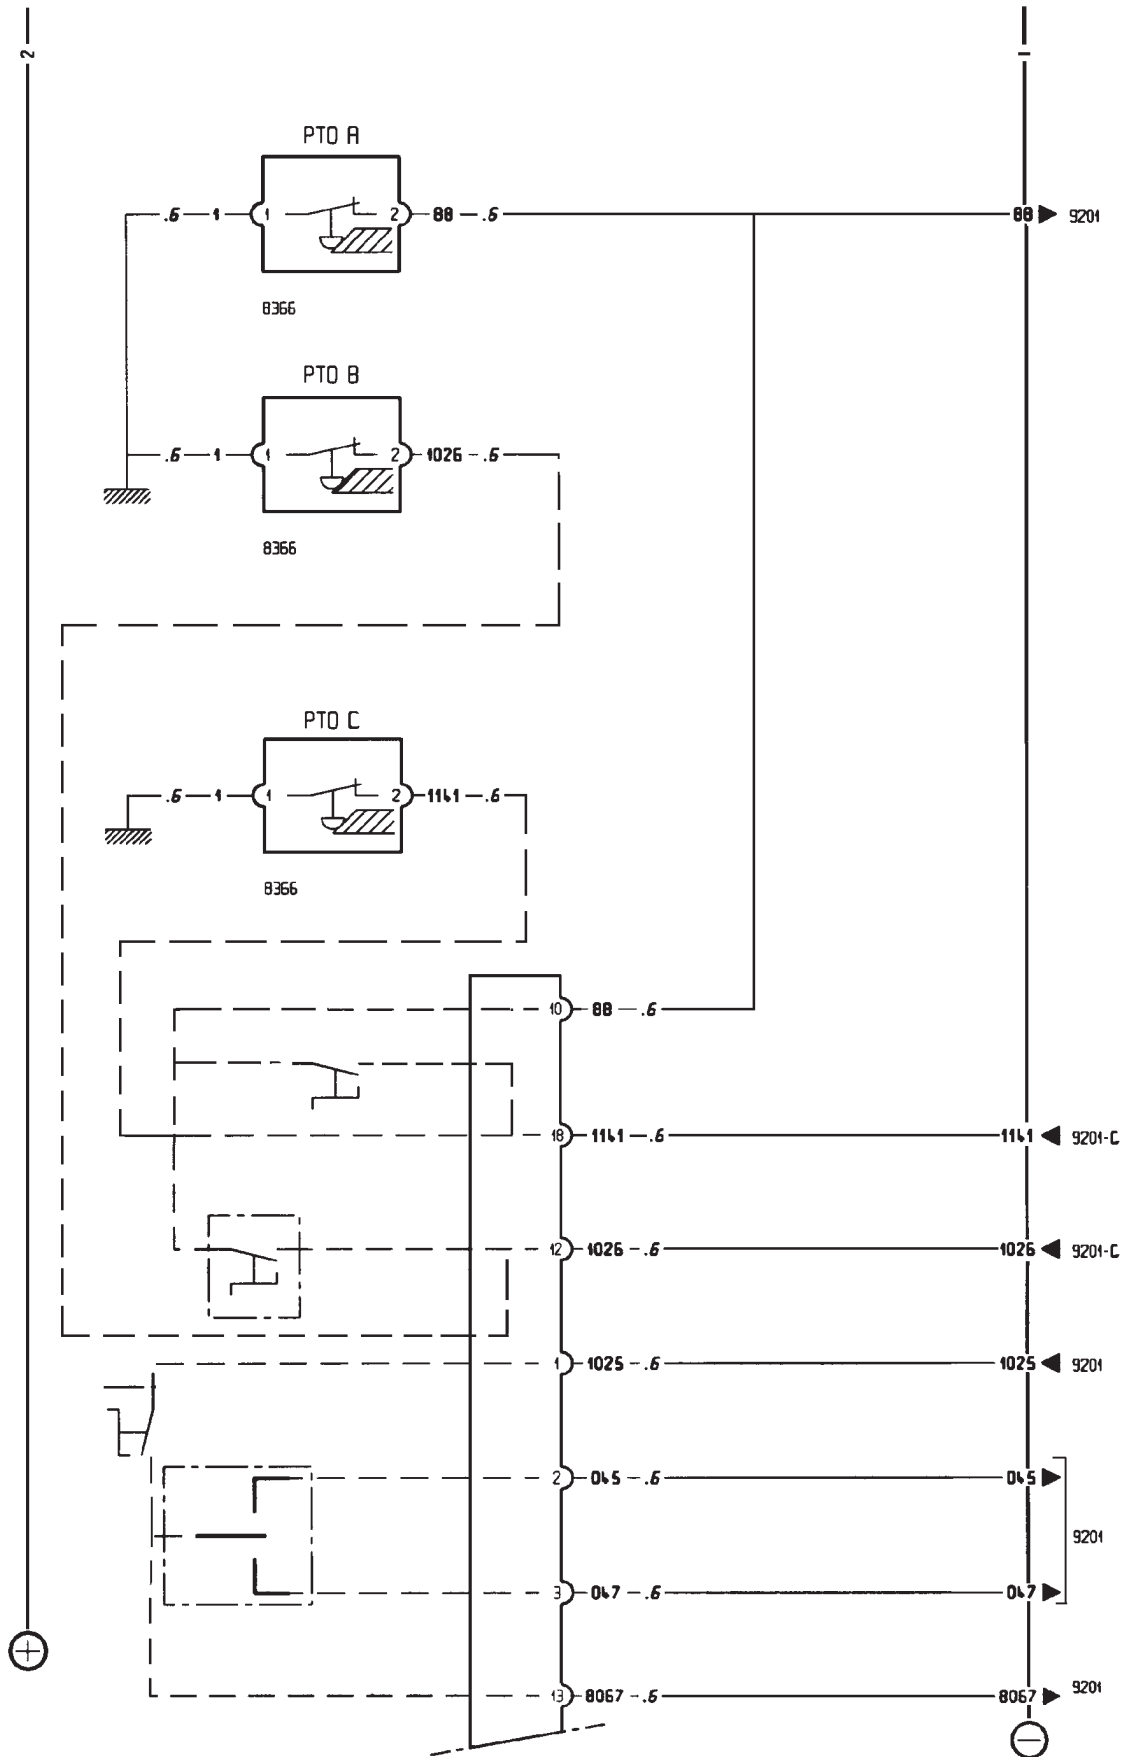 2
1
PTO A
.6 1 1 2 88 .6 88 9201
8366
PTO B
.6 1 1 2 1026 .6
8366
PTO C
.6 1 1 2 1141 .6
8366
10 88 .6
18 1141 .6 1141 9201-C
12 1026 .6 1026 9201-C
1 1025 .6 1025 9201
2 045 .6 045
9201
3 047 .6 047
13 8067 .6 8067 9201
+
−